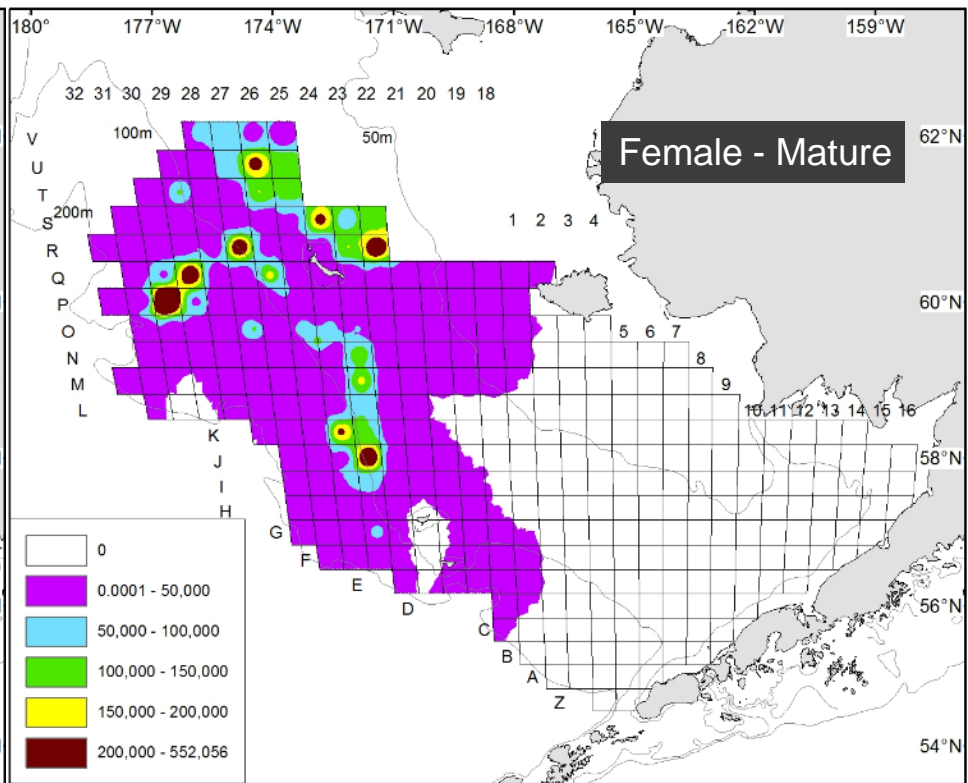 180° 177°W 174°W 171°W 168°W 165°W 162°W 159°W
32 31 30 29 28 27 26 25 24 23 22 21 20 19 18
V
100m
50m
62°N
Female - Mature
U
T
200m
S
1 2 3 4
R
Q
P
60°N
O
5 6 7
N
8
M
9
L
10 11 12 13 14 15 16
K
58°N
J
I
H
G
F
E
D
56°N
C
B
A
Z
0
0.0001 - 50,000
50,000 - 100,000
100,000 - 150,000
150,000 - 200,000
200,000 - 552,056
54°N